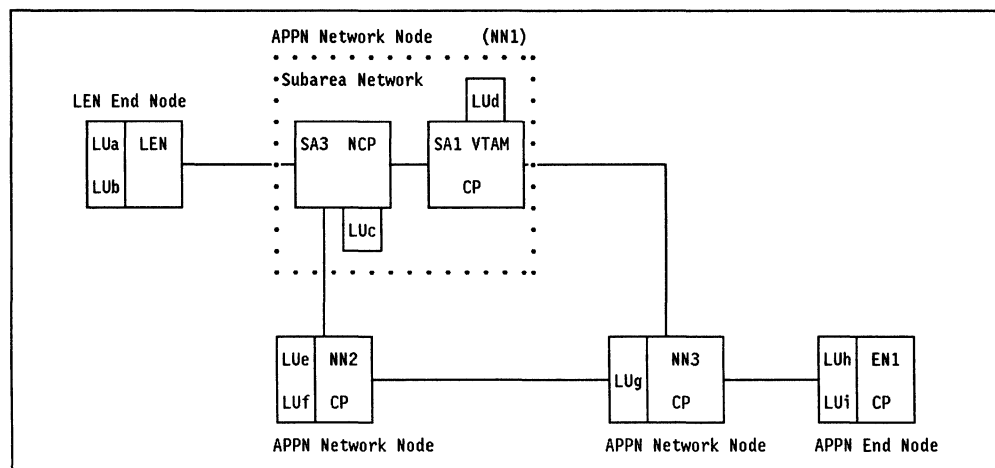 APPN Network Node (NN1)
Subarea Network
LUd
LEN End Node
LUa LEN
LUb
SA3 NCP
SA1 VTAM
CP
LUc
LUe NN2
LUf CP
LUg NN3
CP
LUh EN1
LUi CP
APPN Network Node
APPN Network Node
APPN End Node